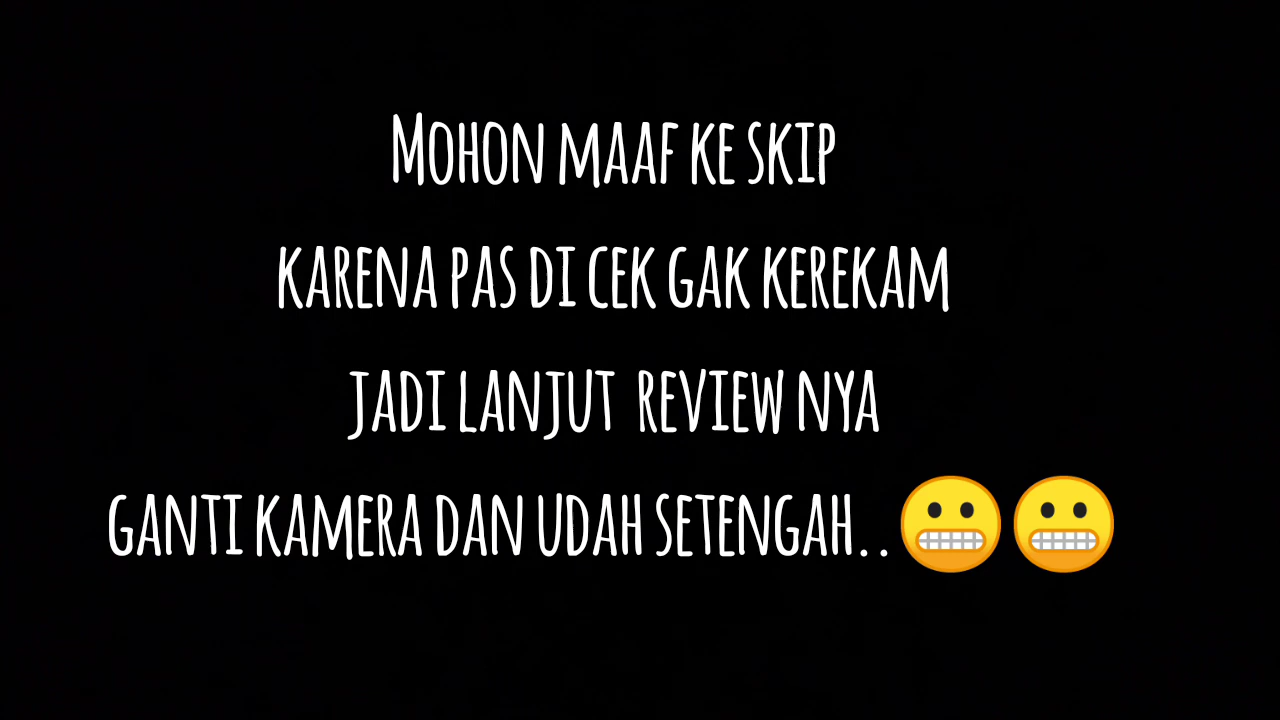 Mohon maaf ke skip
karena pas di cek gak kerekam
jadi lanjut review nya
ganti kamera dan udah setengah..😬😬